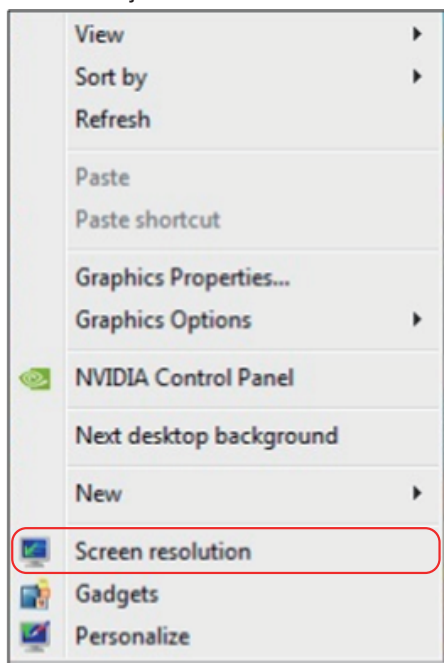 View
Sort by
Refresh
Paste
Paste shortcut
Graphics Properties...
Graphics Options
NVIDIA Control Panel
Next desktop background
New
Screen resolution
Gadgets
Personalize